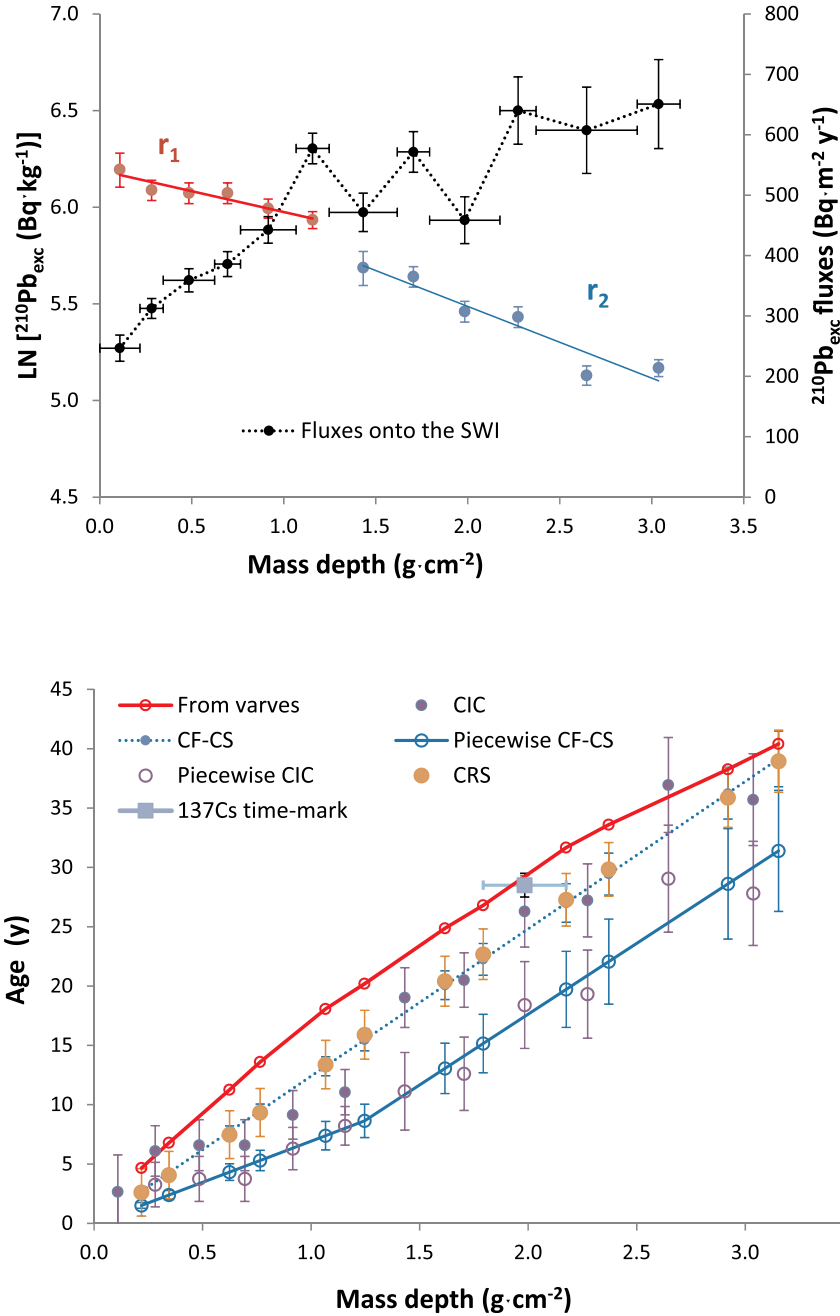 7.0
6.5
6.0
5.5
5.0
4.5
LN [²¹⁰Pbexc (Bq·kg⁻¹)]
r₁
r₂
Fluxes onto the SWI
800
700
600
500
400
300
200
100
0
²¹⁰Pbexc fluxes (Bq·m⁻² y⁻¹)
0.0 0.5 1.0 1.5 2.0 2.5 3.0 3.5
Mass depth (g·cm⁻²)
45
40
35
30
25
20
15
10
5
0
Age (y)
From varves CIC
CF-CS Piecewise CF-CS
Piecewise CIC CRS
137Cs time-mark
0.0 0.5 1.0 1.5 2.0 2.5 3.0
Mass depth (g·cm⁻²)